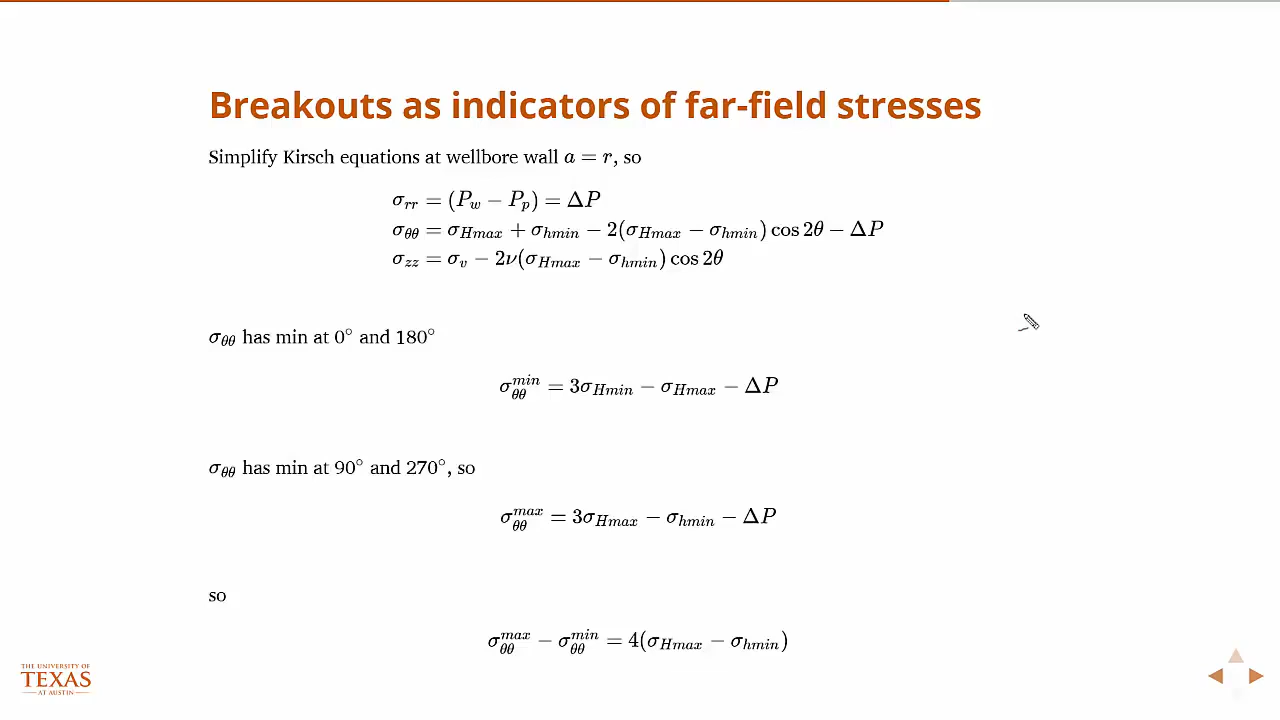 Breakouts as indicators of far-field stresses
Simplify Kirsch equations at wellbore wall a = r, so
σ_rr = (P_w − P_p) = ΔP
σ_θθ = σ_Hmax + σ_hmin − 2(σ_Hmax − σ_hmin) cos 2θ − ΔP
σ_zz = σ_v − 2ν(σ_Hmax − σ_hmin) cos 2θ
σ_θθ has min at 0° and 180°
σ_θθ^min = 3σ_Hmin − σ_Hmax − ΔP
σ_θθ has min at 90° and 270°, so
σ_θθ^max = 3σ_Hmax − σ_hmin − ΔP
so
σ_θθ^max − σ_θθ^min = 4(σ_Hmax − σ_hmin)
THE UNIVERSITY OF
TEXAS
AT AUSTIN